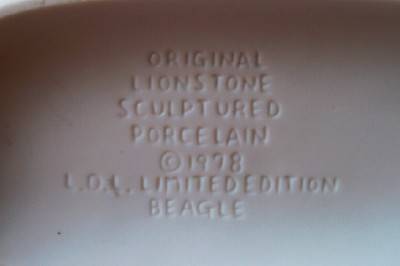 ORIGINAL
LIONSTONE
SCULPTURED
PORCELAIN
©1978
LIMITED EDITION
BEAGLE